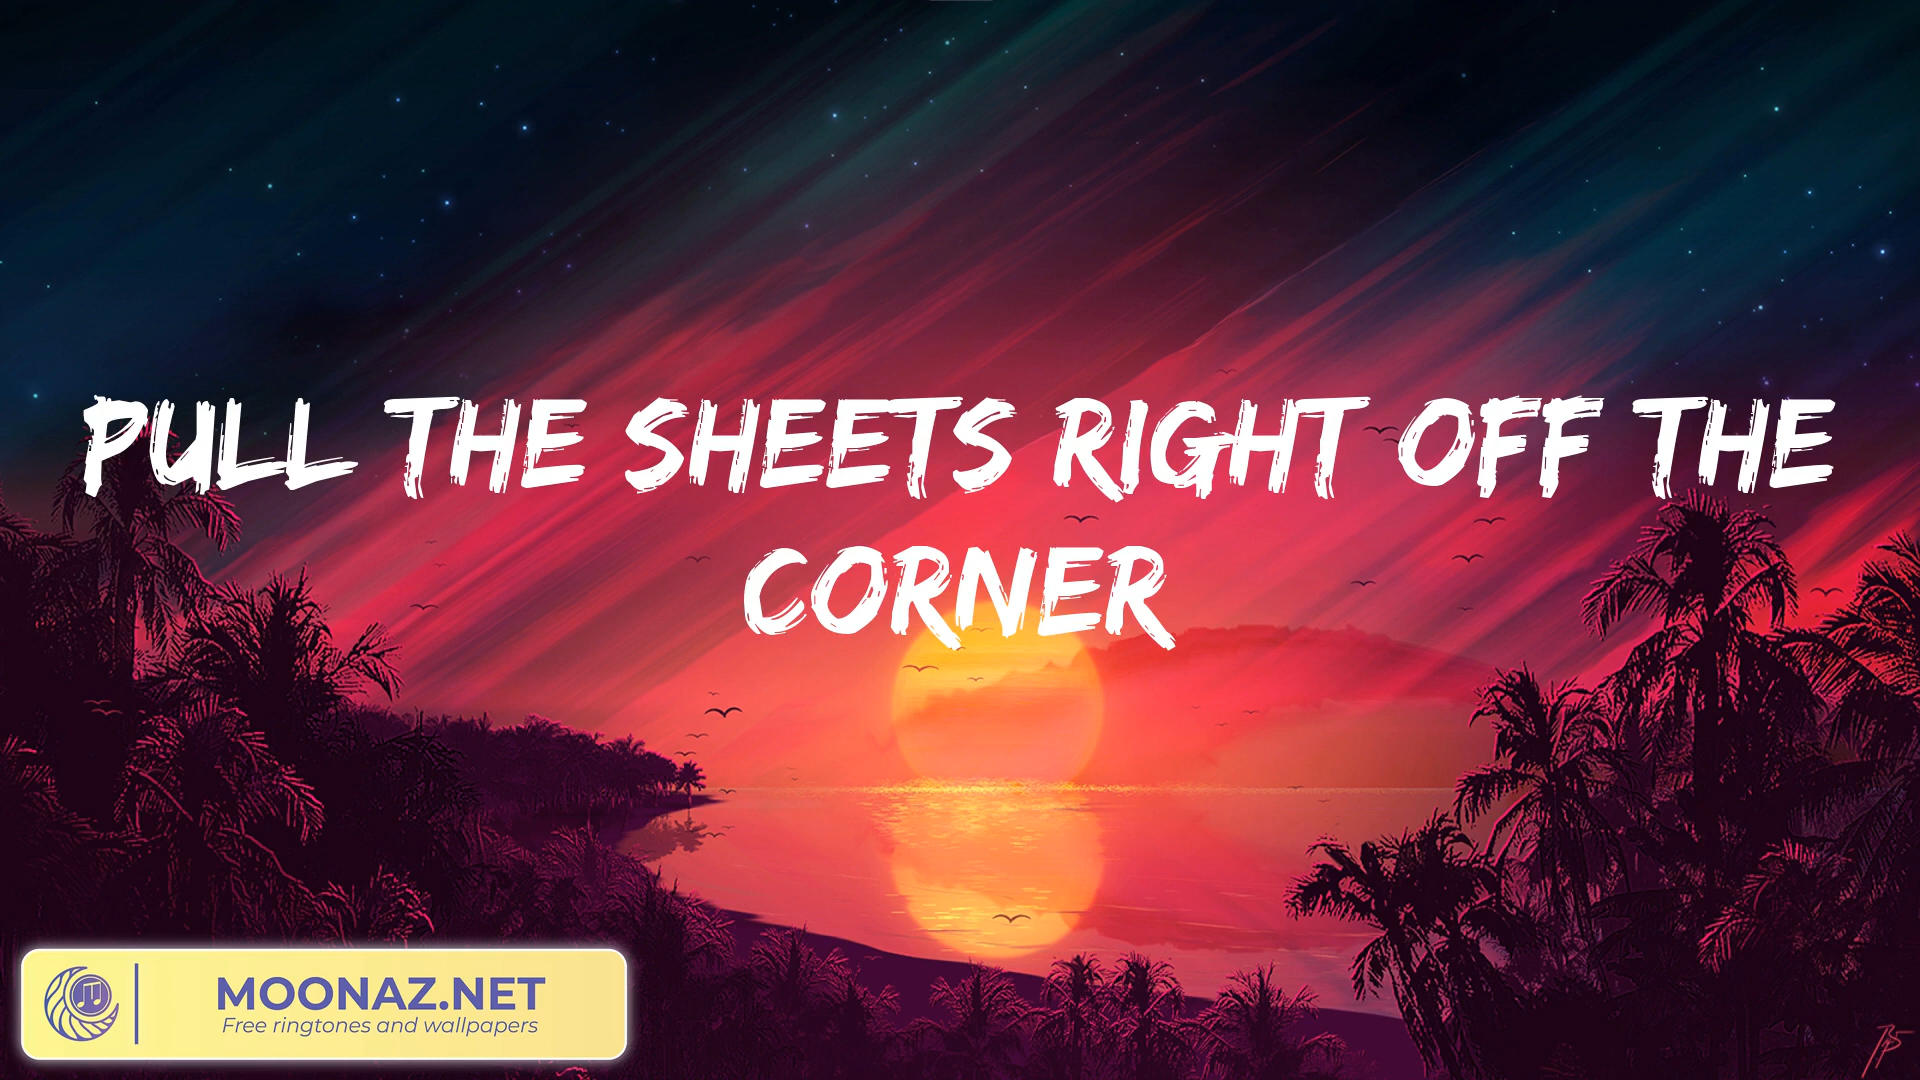 PULL THE SHEETS RIGHT OFF THE
CORNER
MOONAZ.NET
Free ringtones and wallpapers